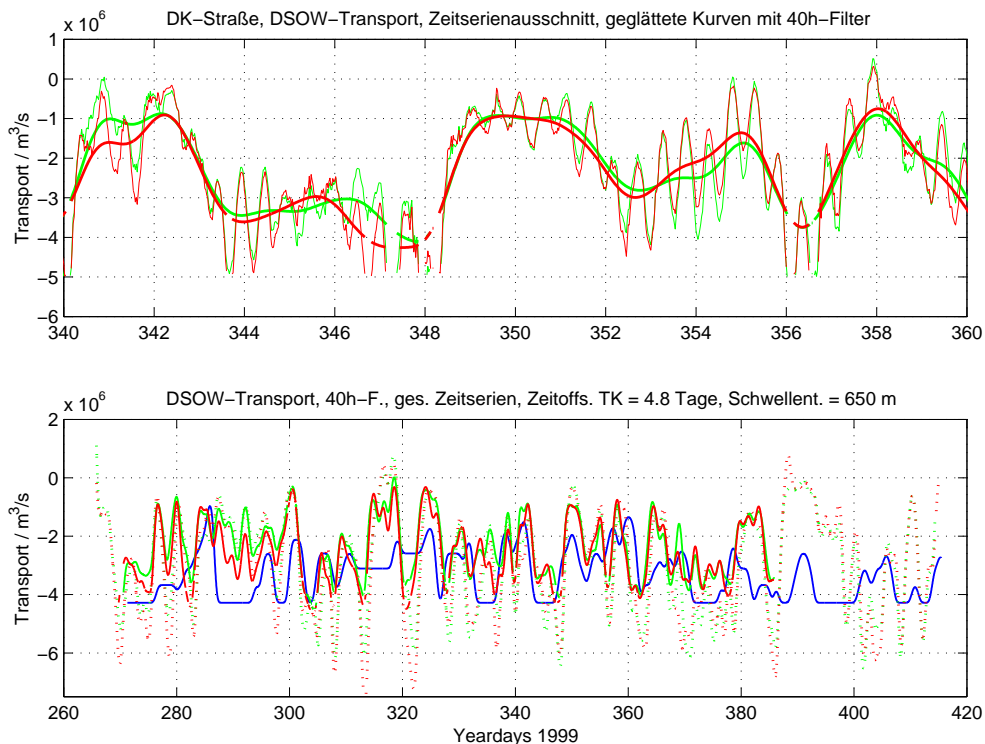 DK−Straße, DSOW−Transport, Zeitserienausschnitt, geglättete Kurven mit 40h−Filter
x 10^6
1
0
−1
−2
−3
−4
−5
−6
Transport / m^3/s
340 342 344 346 348 350 352 354 356 358 360
DSOW−Transport, 40h−F., ges. Zeitserien, Zeitoffs. TK = 4.8 Tage, Schwellent. = 650 m
x 10^6
2
0
−2
−4
−6
Transport / m^3/s
260 280 300 320 340 360 380 400 420
Yeardays 1999